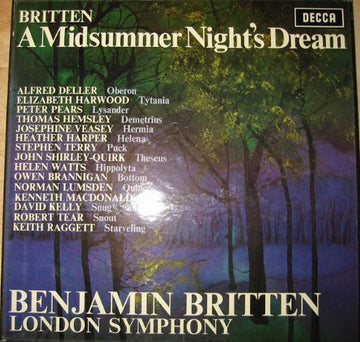 BRITTEN
DECCA
A Midsummer Night's Dream
ALFRED DELLER Oberon
ELIZABETH HARWOOD Tytania
PETER PEARS Lysander
THOMAS HEMSLEY Demetrius
JOSEPHINE VEASEY Hermia
HEATHER HARPER Helena
STEPHEN TERRY Puck
JOHN SHIRLEY-QUIRK Theseus
HELEN WATTS Hippolyta
OWEN BRANNIGAN Bottom
NORMAN LUMSDEN Quince
KENNETH MACDONALD
DAVID KELLY Snug
ROBERT TEAR Snout
KEITH RAGGETT Starveling
BENJAMIN BRITTEN
LONDON SYMPHONY